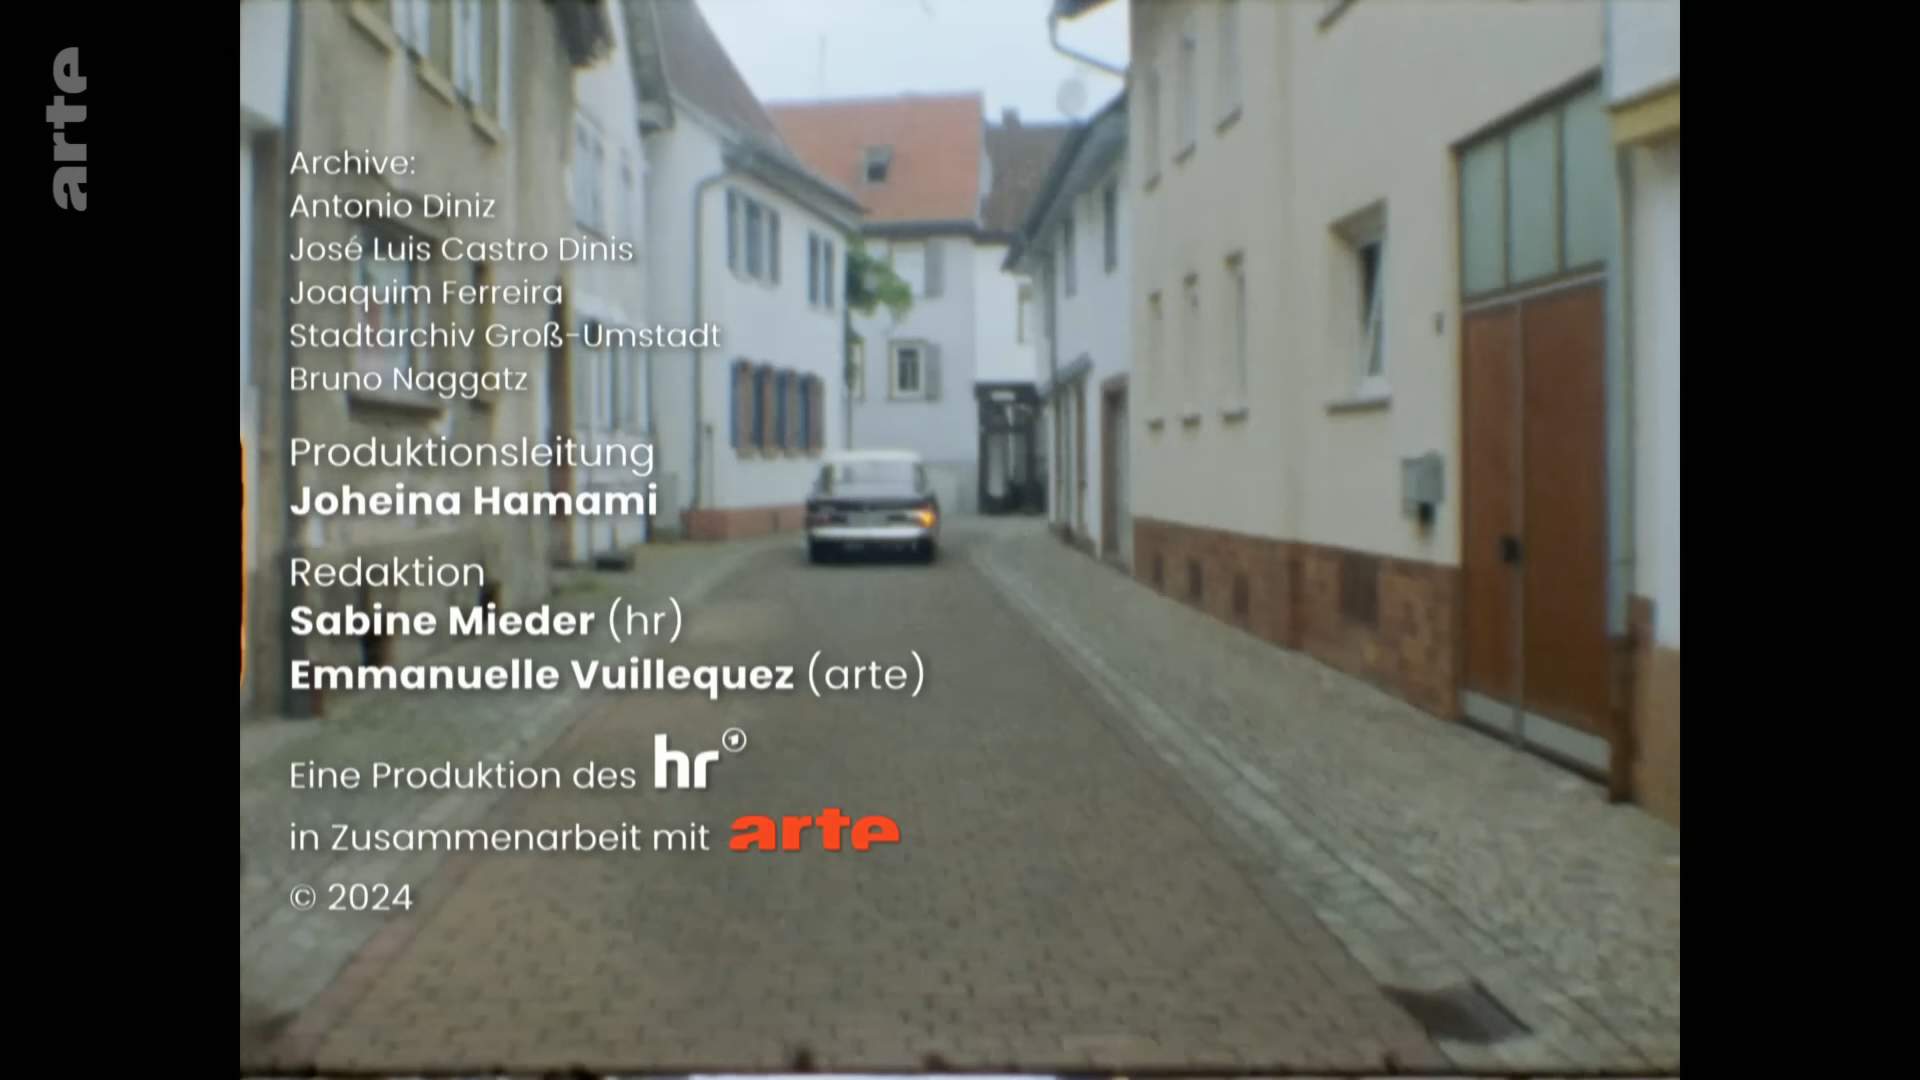 arte
Archive:
Antonio Diniz
José Luis Castro Dinis
Joaquim Ferreira
Stadtarchiv Groß-Umstadt
Bruno Naggatz
Produktionsleitung
Joheina Hamami
Redaktion
Sabine Mieder (hr)
Emmanuelle Vuillequez (arte)
Eine Produktion des hr
in Zusammenarbeit mit arte
© 2024